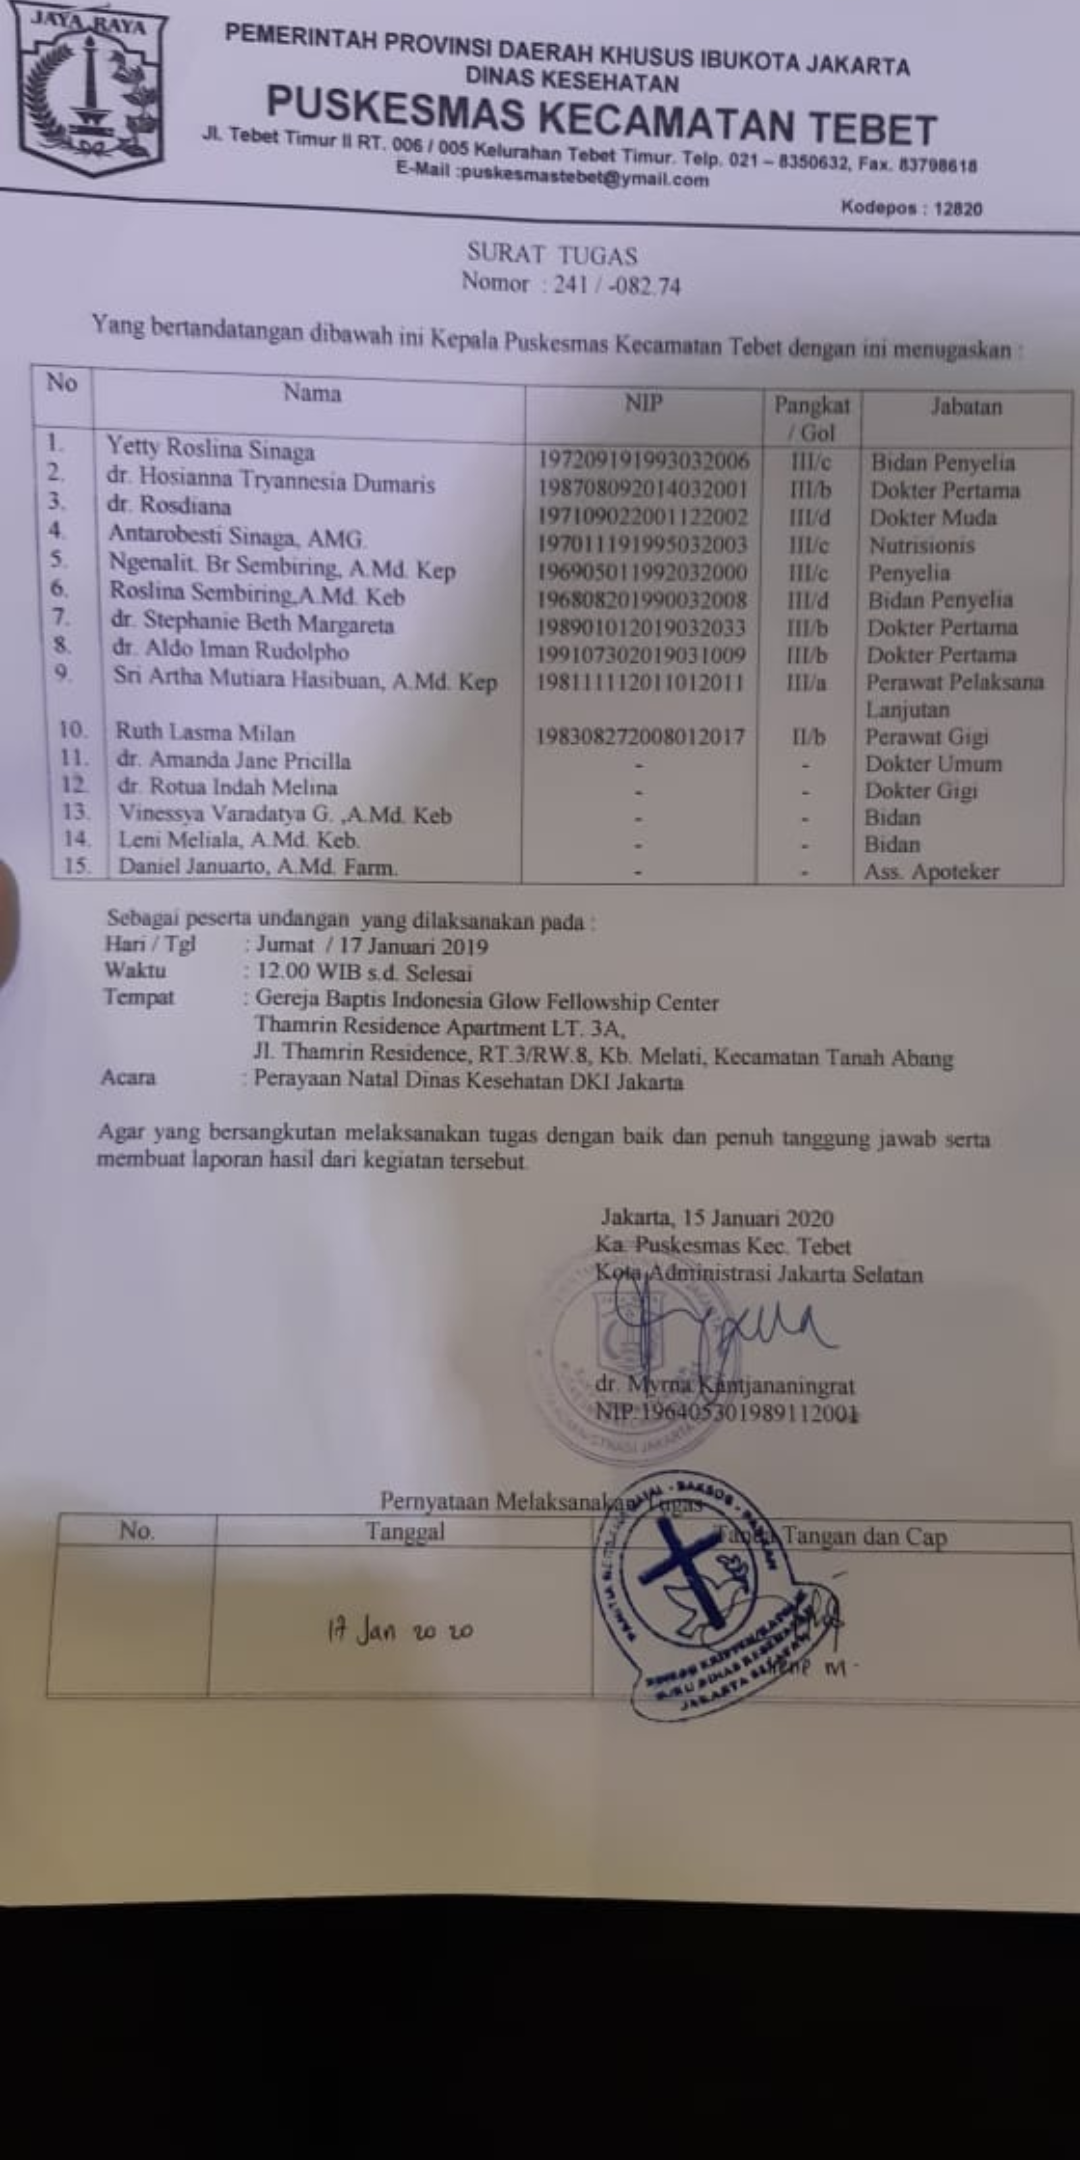 JAYA RAYA
PEMERINTAH PROVINSI DAERAH KHUSUS IBUKOTA JAKARTA
DINAS KESEHATAN
PUSKESMAS KECAMATAN TEBET
Jl. Tebet Timur II RT. 006 / 005 Kelurahan Tebet Timur. Telp. 021 – 8350632, Fax. 83798618
E-Mail :puskesmastebet@ymail.com
Kodepos : 12820
SURAT TUGAS
Nomor : 241 / -082.74
Yang bertandatangan dibawah ini Kepala Puskesmas Kecamatan Tebet dengan ini menugaskan :
No Nama NIP Pangkat / Gol Jabatan
1. Yetty Roslina Sinaga 197209191993032006 III/c Bidan Penyelia
2. dr. Hosianna Tryannesia Dumaris 198708092014032001 III/b Dokter Pertama
3. dr. Rosdiana 197109022001122002 III/d Dokter Muda
4. Antarobesti Sinaga, AMG. 197011191995032003 III/c Nutrisionis
5. Ngenalit. Br Sembiring, A.Md. Kep 196905011992032000 III/c Penyelia
6. Roslina Sembiring,A.Md. Keb 196808201990032008 III/d Bidan Penyelia
7. dr. Stephanie Beth Margareta 198901012019032033 III/b Dokter Pertama
8. dr. Aldo Iman Rudolpho 199107302019031009 III/b Dokter Pertama
9. Sri Artha Mutiara Hasibuan, A.Md. Kep 198111112011012011 III/a Perawat Pelaksana
Lanjutan
10. Ruth Lasma Milan 198308272008012017 II/b Perawat Gigi
11. dr. Amanda Jane Pricilla - - Dokter Umum
12. dr. Rotua Indah Melina - - Dokter Gigi
13. Vinessya Varadatya G. ,A.Md. Keb - - Bidan
14. Leni Meliala, A.Md. Keb. - - Bidan
15. Daniel Januarto, A.Md. Farm. - - Ass. Apoteker
Sebagai peserta undangan yang dilaksanakan pada :
Hari / Tgl : Jumat / 17 Januari 2019
Waktu : 12.00 WIB s.d. Selesai
Tempat : Gereja Baptis Indonesia Glow Fellowship Center
Thamrin Residence Apartment LT. 3A,
Jl. Thamrin Residence, RT.3/RW.8, Kb. Melati, Kecamatan Tanah Abang
Acara : Perayaan Natal Dinas Kesehatan DKI Jakarta
Agar yang bersangkutan melaksanakan tugas dengan baik dan penuh tanggung jawab serta
membuat laporan hasil dari kegiatan tersebut.
Jakarta, 15 Januari 2020
Ka. Puskesmas Kec. Tebet
Kota Administrasi Jakarta Selatan
dr. Myrna Kantjananingrat
NIP.196405301989112001
Pernyataan Melaksanakan Tugas
No. Tanggal Tanda Tangan dan Cap
17 Jan 2020
BAKSOS - PASKAH
JAKARTA SELATAN